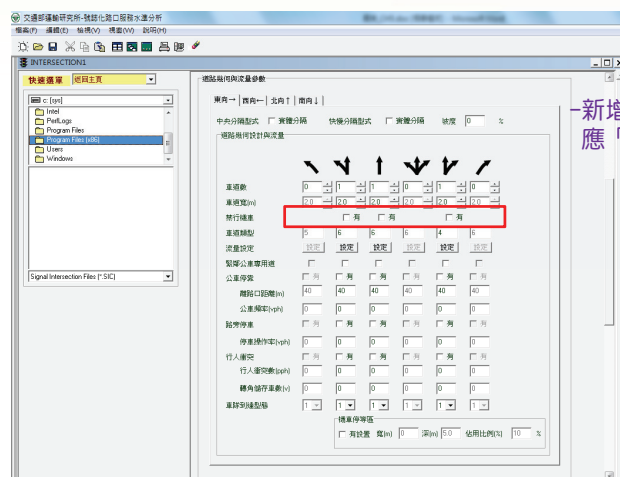 交通部運輸研究所-號誌化路口服務水準分析
檔案(F) 編輯(E) 檢視(V) 視窗(W) 說明(H)
INTERSECTION1
快速選單 返回主頁
c: [sys]
Intel
PerfLogs
Program Files
Program Files (x86)
Users
Windows
Signal Intersection Files (*.SIC)
道路幾何與流量參數
東向→ 西向← 北向↑ 南向↓
中央分隔型式 實體分隔 快慢分隔型式 實體分隔 坡度 0 %
道路幾何設計與流量
車道數 0 1 1 0 1 0
車道寬(m) 2.0 2.0 2.0 2.0 2.0 2.0
禁行機車 有 有 有
車道類型 5 6 6 6 4 6
流量設定 設定 設定 設定 設定 設定 設定
緊鄰公車專用道
公車停靠 有 有 有 有 有 有
離路口距離(m) 40 40 40 40 40 40
公車頻率(vph) 0 0 0 0 0 0
路旁停車 有 有 有 有 有 有
停車操作率(vph) 0 0 0 0 0 0
行人衝突 有 有 有 有 有 有
行人衝突數(pph) 0 0 0 0 0 0
轉角儲存車數(v) 0 0 0 0 0 0
車隊到達型態 1 1 1 1 1 1
機車停等區
有設置 寬(m) 0 深(m) 5.0 佔用比例(%) 10 %
-新增
應「